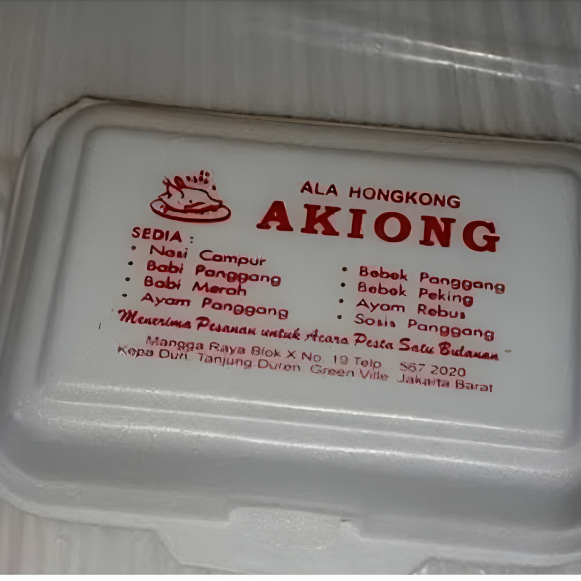 ALA HONGKONG
AKIONG
SEDIA :
• Nasi Campur
• Babi Panggang
• Babi Merah
• Ayam Panggang
• Bebek Panggang
• Bebek Peking
• Ayam Rebus
• Sosis Panggang
Menerima Pesanan untuk Acara Pesta Satu Bulanan
Mangga Raya Blok X No. 19 Telp. 567 2020
Kepa Duri, Tanjung Duren, Green Ville Jakarta Barat